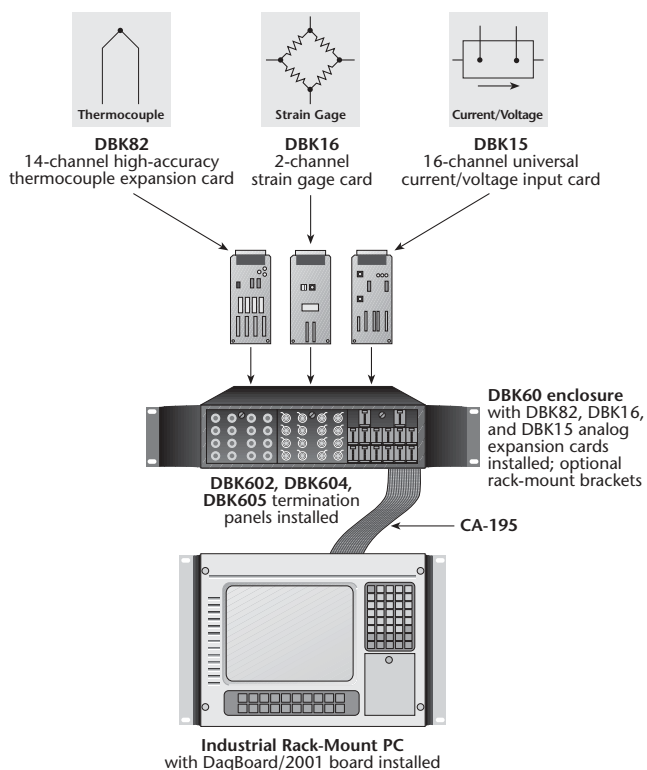 Thermocouple
DBK82
14-channel high-accuracy
thermocouple expansion card
Strain Gage
DBK16
2-channel
strain gage card
Current/Voltage
DBK15
16-channel universal
current/voltage input card
DBK60 enclosure
with DBK82, DBK16,
and DBK15 analog
expansion cards
installed; optional
rack-mount brackets
DBK602, DBK604,
DBK605 termination
panels installed
CA-195
Industrial Rack-Mount PC
with DaqBoard/2001 board installed